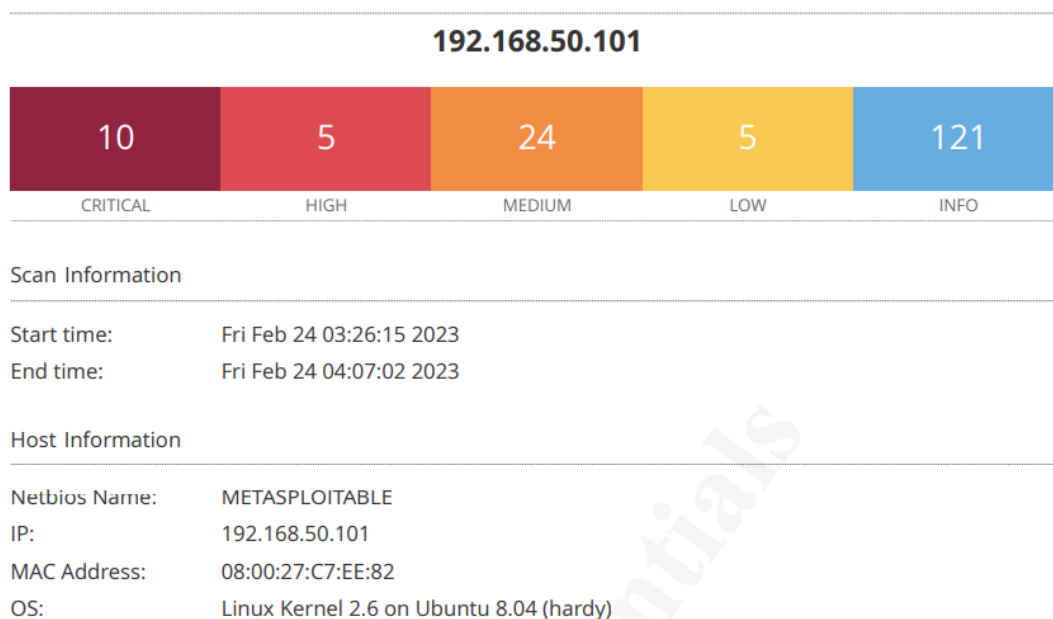 192.168.50.101
10 5 24 5 121
CRITICAL HIGH MEDIUM LOW INFO
Scan Information
Start time: Fri Feb 24 03:26:15 2023
End time: Fri Feb 24 04:07:02 2023
Host Information
Netbios Name: METASPLOITABLE
IP: 192.168.50.101
MAC Address: 08:00:27:C7:EE:82
OS: Linux Kernel 2.6 on Ubuntu 8.04 (hardy)